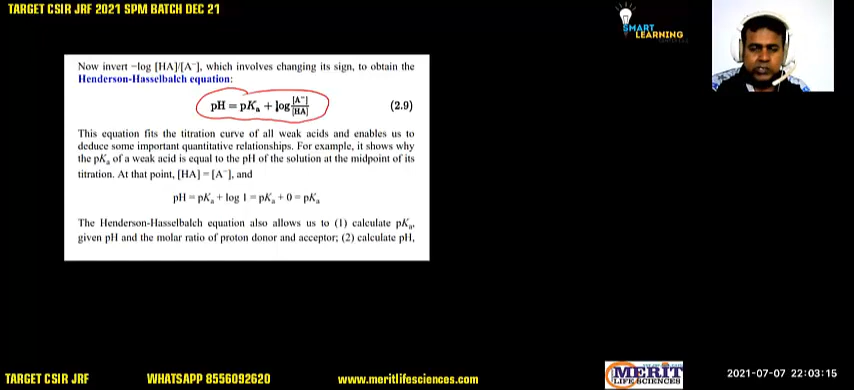 TARGET CSIR JRF 2021 SPM BATCH DEC 21
SMART
LEARNING
Now invert −log [HA]/[A⁻], which involves changing its sign, to obtain the
Henderson-Hasselbalch equation:
pH = pKₐ + log [A⁻]/[HA] (2.9)
This equation fits the titration curve of all weak acids and enables us to
deduce some important quantitative relationships. For example, it shows why
the pKₐ of a weak acid is equal to the pH of the solution at the midpoint of its
titration. At that point, [HA] = [A⁻], and
pH = pKₐ + log 1 = pKₐ + 0 = pKₐ
The Henderson-Hasselbalch equation also allows us to (1) calculate pKₐ,
given pH and the molar ratio of proton donor and acceptor; (2) calculate pH,
TARGET CSIR JRF WHATSAPP 8556092620 www.meritlifesciences.com
MERIT
LIFE SCIENCES
2021-07-07 22:03:15